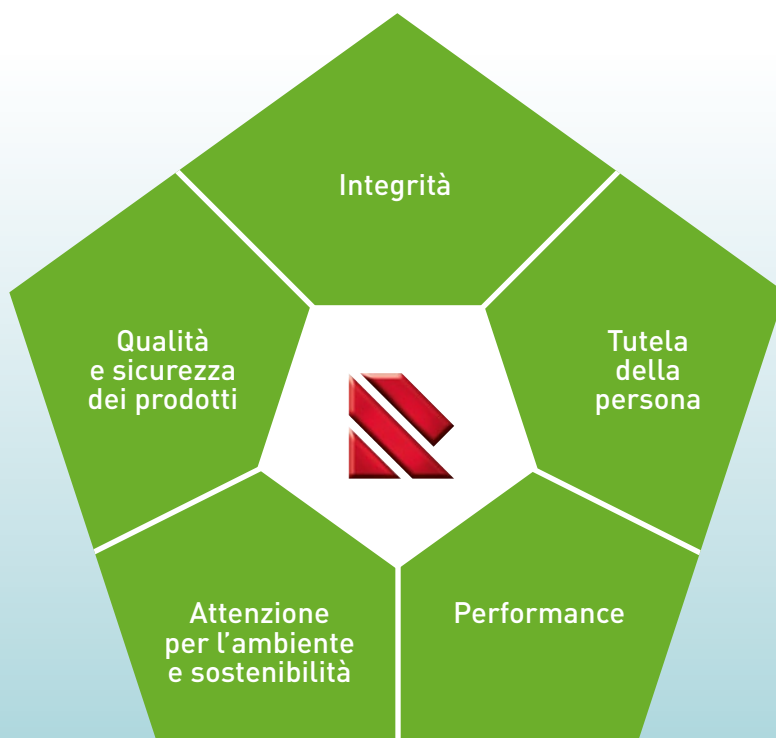 Integrità
Qualità
e sicurezza
dei prodotti
Tutela
della
persona
Attenzione
per l'ambiente
e sostenibilità
Performance